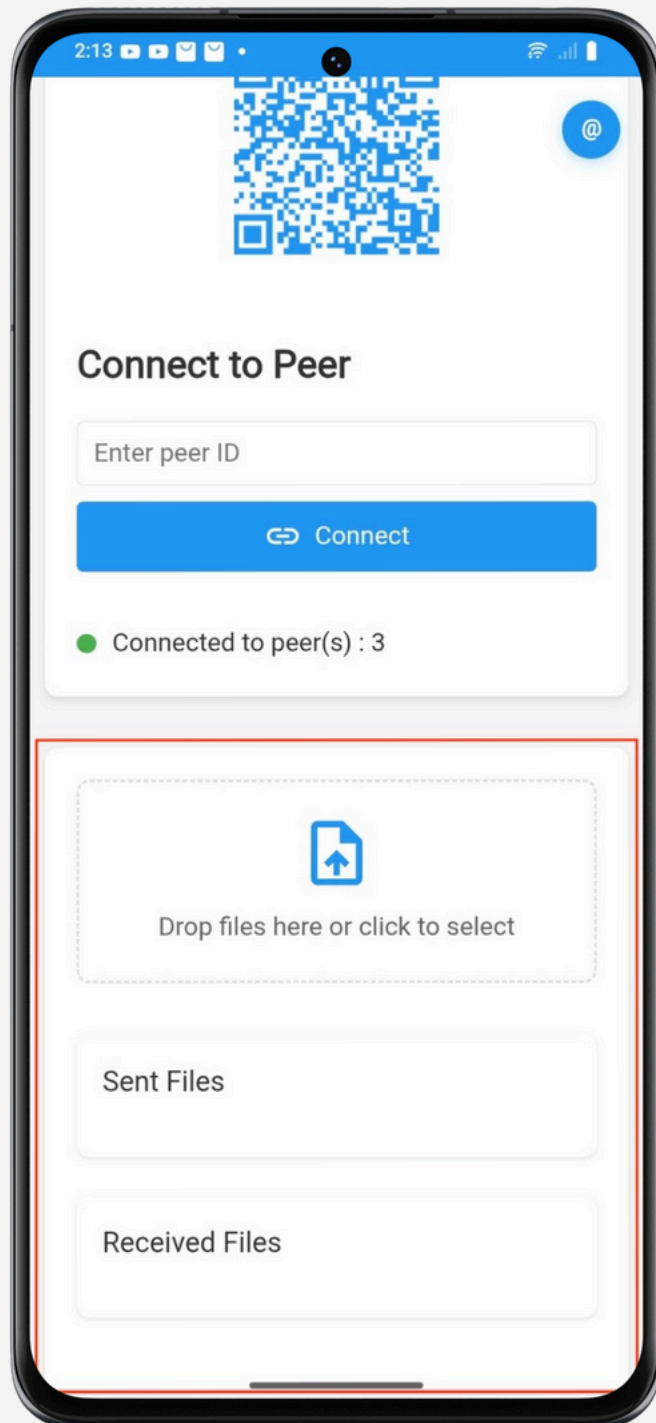 2:13
@
Connect to Peer
Enter peer ID
Connect
Connected to peer(s) : 3
Drop files here or click to select
Sent Files
Received Files